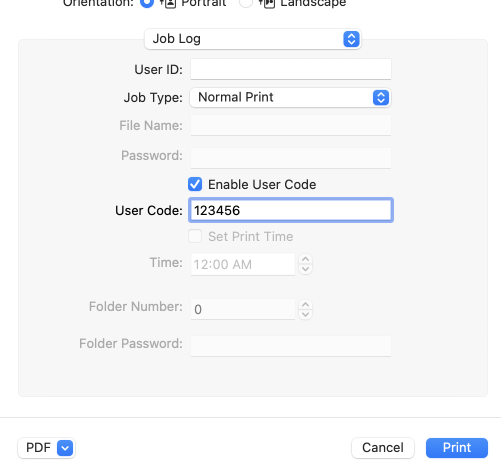 Orientation: Portrait Landscape
Job Log
User ID:
Job Type: Normal Print
File Name:
Password:
Enable User Code
User Code: 123456
Set Print Time
Time: 12:00 AM
Folder Number: 0
Folder Password:
PDF Cancel Print